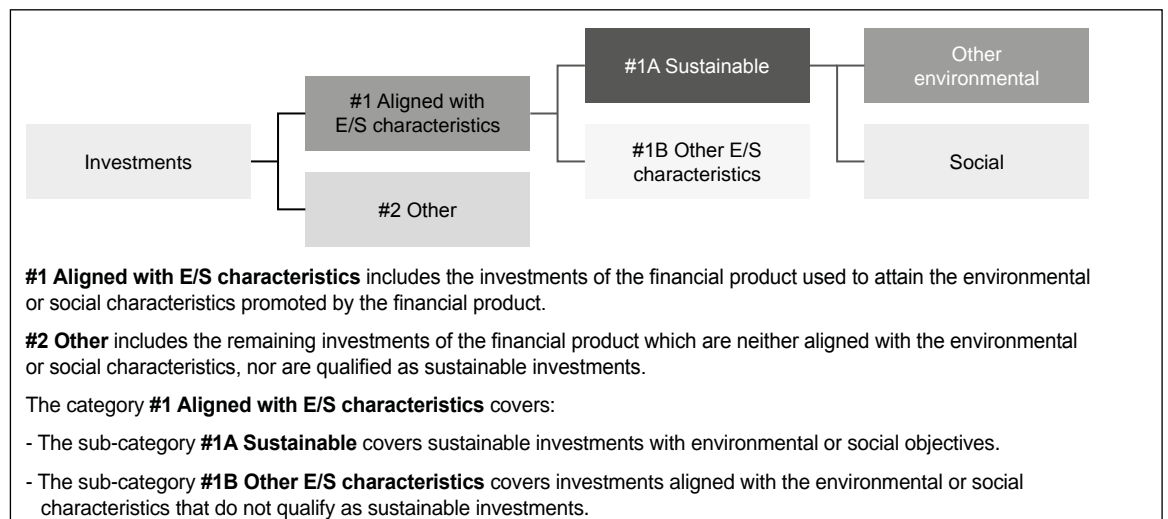 #1A Sustainable
Other
environmental
#1 Aligned with
E/S characteristics
Investments
#1B Other E/S
characteristics
Social
#2 Other
#1 Aligned with E/S characteristics includes the investments of the financial product used to attain the environmental
or social characteristics promoted by the financial product.
#2 Other includes the remaining investments of the financial product which are neither aligned with the environmental
or social characteristics, nor are qualified as sustainable investments.
The category #1 Aligned with E/S characteristics covers:
- The sub-category #1A Sustainable covers sustainable investments with environmental or social objectives.
- The sub-category #1B Other E/S characteristics covers investments aligned with the environmental or social
characteristics that do not qualify as sustainable investments.